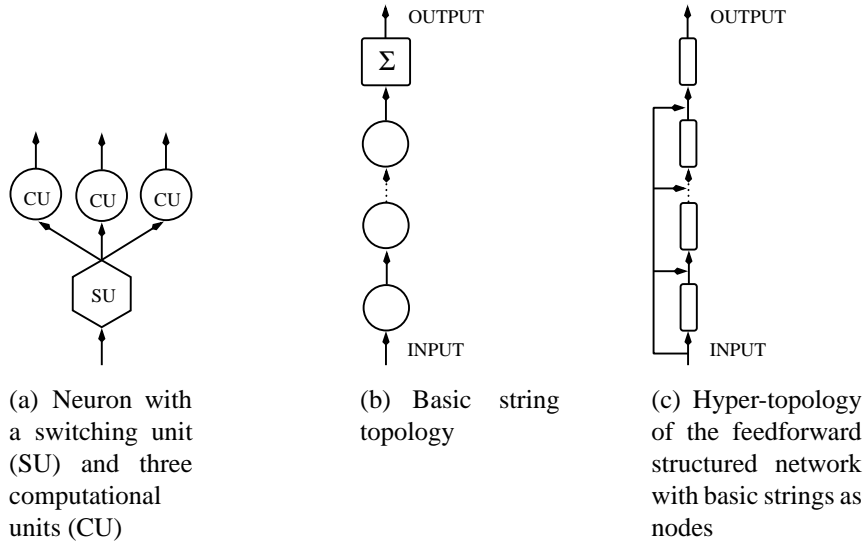 OUTPUT
Σ
INPUT
OUTPUT
INPUT
CU CU CU
SU
(a) Neuron with
a switching unit
(SU) and three
computational
units (CU)
(b) Basic string
topology
(c) Hyper-topology
of the feedforward
structured network
with basic strings as
nodes